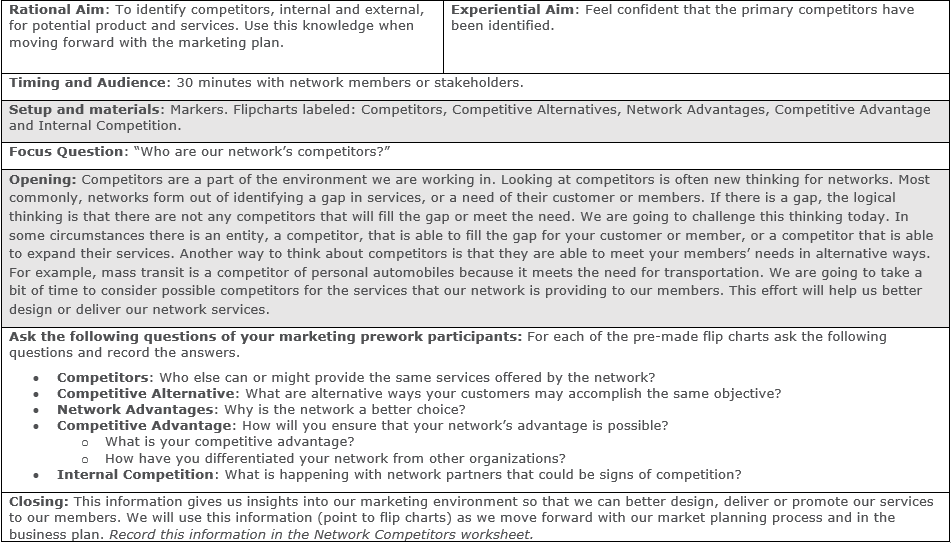 Rational Aim: To identify competitors, internal and external,
for potential product and services. Use this knowledge when
moving forward with the marketing plan.
Experiential Aim: Feel confident that the primary competitors have
been identified.
Timing and Audience: 30 minutes with network members or stakeholders.
Setup and materials: Markers. Flipcharts labeled: Competitors, Competitive Alternatives, Network Advantages, Competitive Advantage
and Internal Competition.
Focus Question: “Who are our network’s competitors?”
Opening: Competitors are a part of the environment we are working in. Looking at competitors is often new thinking for networks. Most
commonly, networks form out of identifying a gap in services, or a need of their customer or members. If there is a gap, the logical
thinking is that there are not any competitors that will fill the gap or meet the need. We are going to challenge this thinking today. In
some circumstances there is an entity, a competitor, that is able to fill the gap for your customer or member, or a competitor that is able
to expand their services. Another way to think about competitors is that they are able to meet your members’ needs in alternative ways.
For example, mass transit is a competitor of personal automobiles because it meets the need for transportation. We are going to take a
bit of time to consider possible competitors for the services that our network is providing to our members. This effort will help us better
design or deliver our network services.
Ask the following questions of your marketing prework participants: For each of the pre-made flip charts ask the following
questions and record the answers.
• Competitors: Who else can or might provide the same services offered by the network?
• Competitive Alternative: What are alternative ways your customers may accomplish the same objective?
• Network Advantages: Why is the network a better choice?
• Competitive Advantage: How will you ensure that your network’s advantage is possible?
o What is your competitive advantage?
o How have you differentiated your network from other organizations?
• Internal Competition: What is happening with network partners that could be signs of competition?
Closing: This information gives us insights into our marketing environment so that we can better design, deliver or promote our services
to our members. We will use this information (point to flip charts) as we move forward with our market planning process and in the
business plan. Record this information in the Network Competitors worksheet.